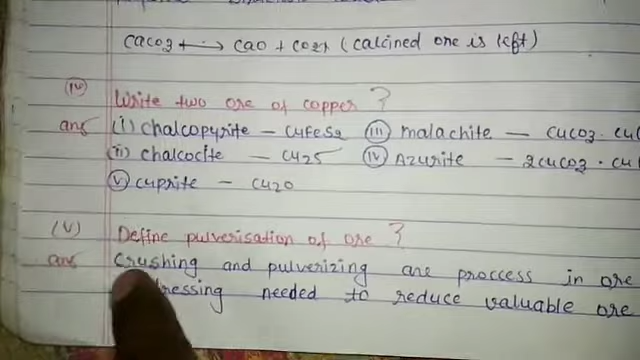 CaCO3 ⟶ CaO + CO2↑ (calcined ore is left)
(iv) Write two ore of copper?
ans (i) chalcopyrite – CuFeS2 (iii) malachite – CuCO3. Cu(
(ii) chalcocite – Cu2S (iv) Azurite – 2CuCO3. Cu(
(v) cuprite – Cu2O
(V) Define pulverisation of ore?
ans Crushing and pulverizing are proccess in ore
ressing needed to reduce valuable ore